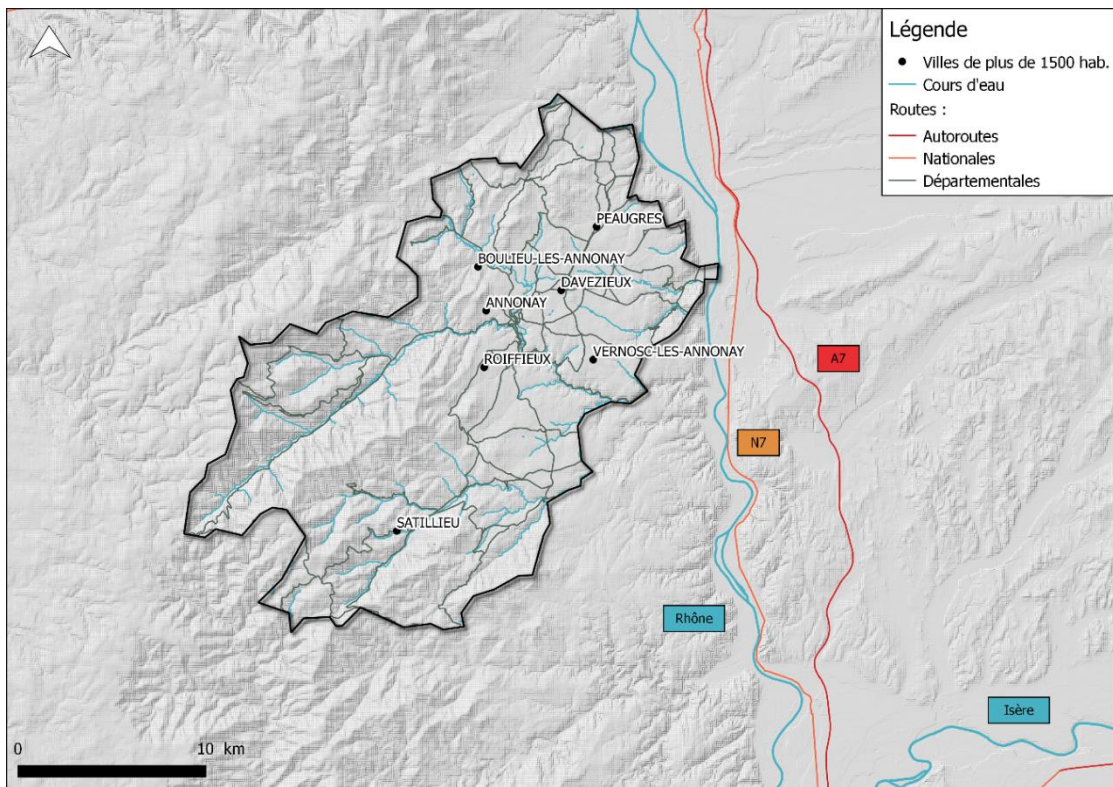 Légende
Villes de plus de 1500 hab.
Cours d'eau
Routes :
Autoroutes
Nationales
Départementales
PEAUGRES
BOULIEU-LES-ANNONAY
DAVEZIEUX
ANNONAY
VERNOSC-LES-ANNONAY
ROIFFIEUX
A7
N7
SATILLIEU
Rhône
Isère
0 10 km